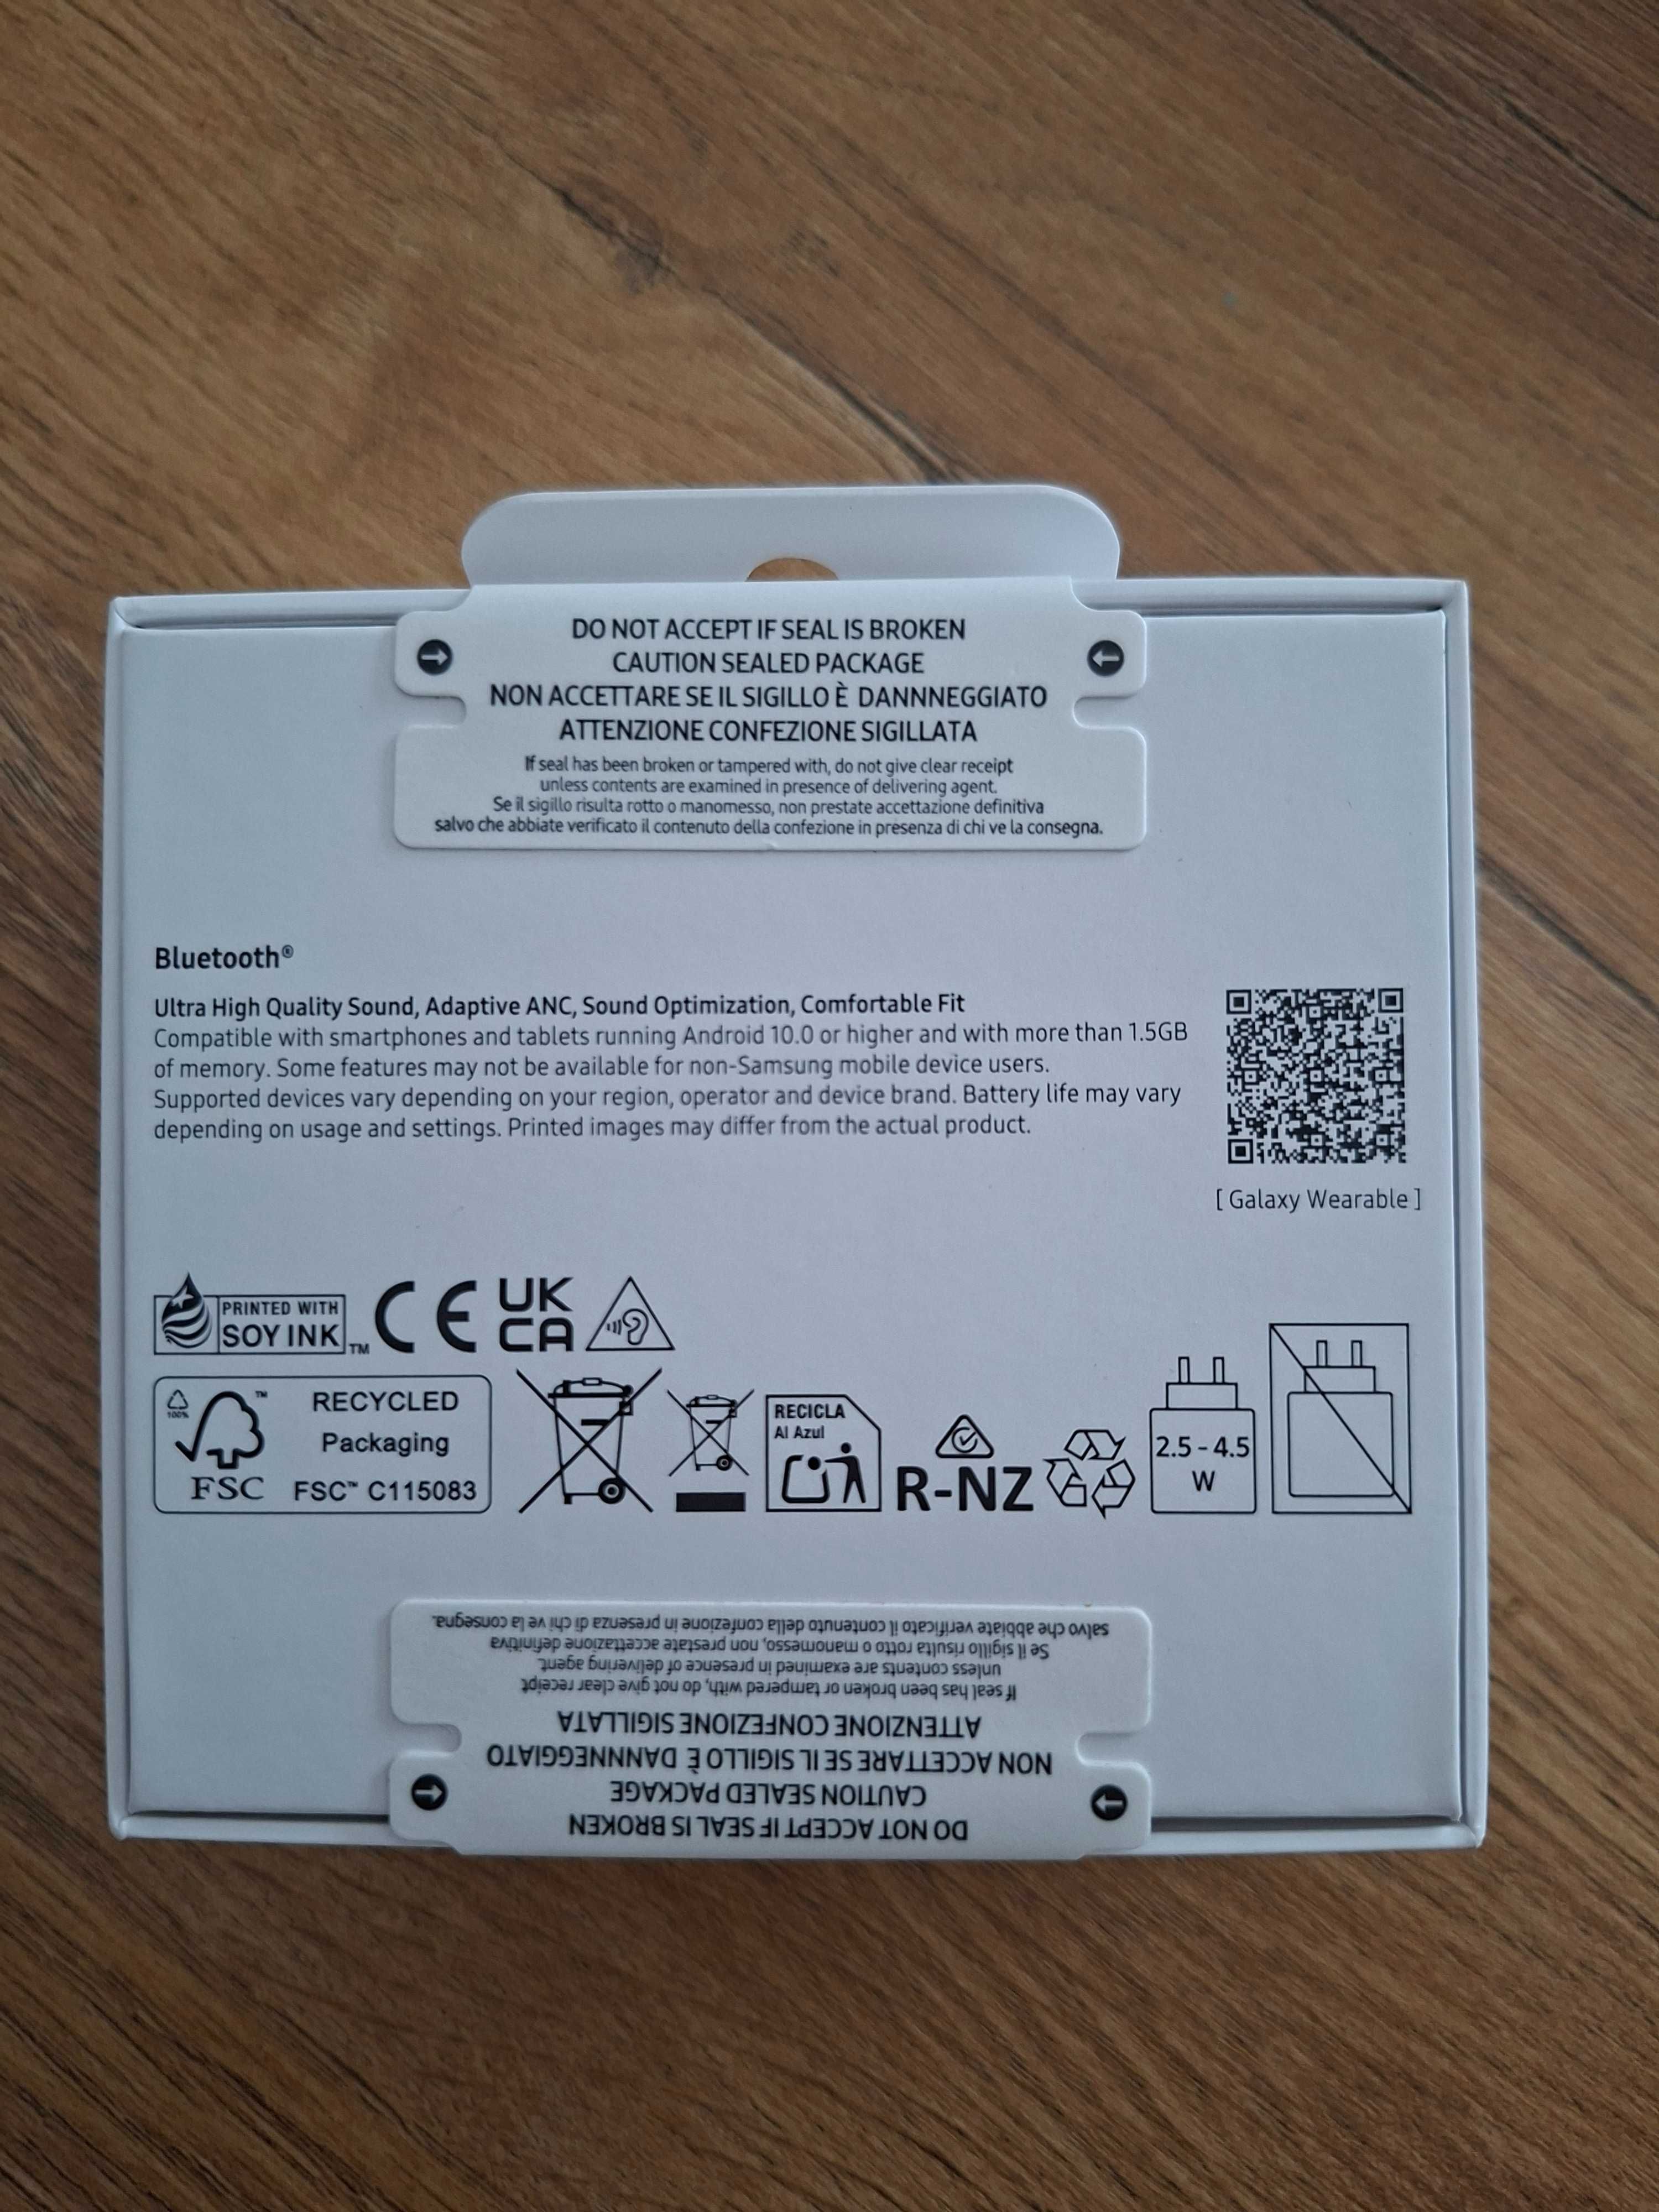 DO NOT ACCEPT IF SEAL IS BROKEN
CAUTION SEALED PACKAGE
NON ACCETTARE SE IL SIGILLO È DANNNEGGIATO
ATTENZIONE CONFEZIONE SIGILLATA
If seal has been broken or tampered with, do not give clear receipt
unless contents are examined in presence of delivering agent.
Se il sigillo risulta rotto o manomesso, non prestate accettazione definitiva
salvo che abbiate verificato il contenuto della confezione in presenza di chi ve la consegna.
Bluetooth®
Ultra High Quality Sound, Adaptive ANC, Sound Optimization, Comfortable Fit
Compatible with smartphones and tablets running Android 10.0 or higher and with more than 1.5GB
of memory. Some features may not be available for non-Samsung mobile device users.
Supported devices vary depending on your region, operator and device brand. Battery life may vary
depending on usage and settings. Printed images may differ from the actual product.
[ Galaxy Wearable ]
PRINTED WITH
SOY INK™
CE
UK
CA
100%
™
FSC
RECYCLED
Packaging
FSC™ C115083
RECICLA
Al Azul
R-NZ
2.5 - 4.5
W
DO NOT ACCEPT IF SEAL IS BROKEN
CAUTION SEALED PACKAGE
NON ACCETTARE SE IL SIGILLO È DANNNEGGIATO
ATTENZIONE CONFEZIONE SIGILLATA
If seal has been broken or tampered with, do not give clear receipt
unless contents are examined in presence of delivering agent.
Se il sigillo risulta rotto o manomesso, non prestate accettazione definitiva
salvo che abbiate verificato il contenuto della confezione in presenza di chi ve la consegna.